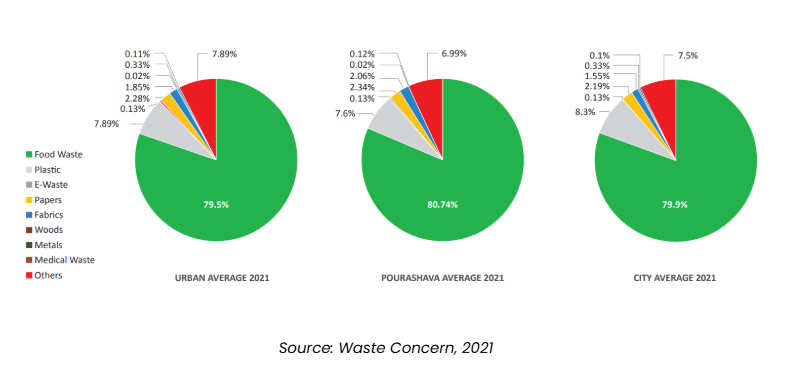 0.11%
0.33%
0.02%
1.85%
2.28%
0.13%
7.89%
7.89%
79.5%
URBAN AVERAGE 2021
0.12%
0.02%
2.06%
2.34%
0.13%
7.6%
6.99%
80.74%
POURASHAVA AVERAGE 2021
0.1%
0.33%
1.55%
2.19%
0.13%
8.3%
7.5%
79.9%
CITY AVERAGE 2021
Food Waste
Plastic
E-Waste
Papers
Fabrics
Woods
Metals
Medical Waste
Others
Source: Waste Concern, 2021